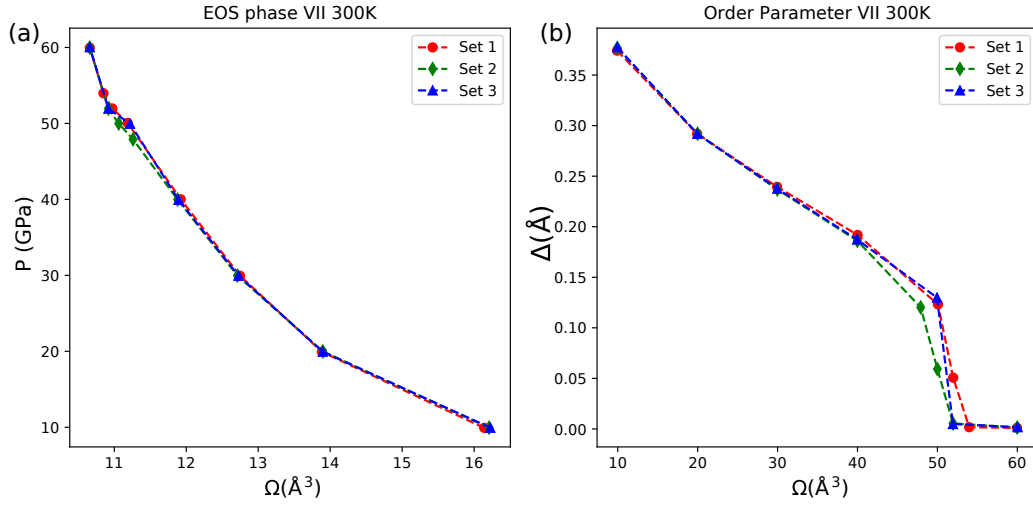 (a)
EOS phase VII 300K
Set 1
Set 2
Set 3
P (GPa)
60
50
40
30
20
10
11
12
13
14
15
16
Ω(Å³)
(b)
Order Parameter VII 300K
Set 1
Set 2
Set 3
Δ(Å)
0.35
0.30
0.25
0.20
0.15
0.10
0.05
0.00
10
20
30
40
50
60
Ω(Å³)